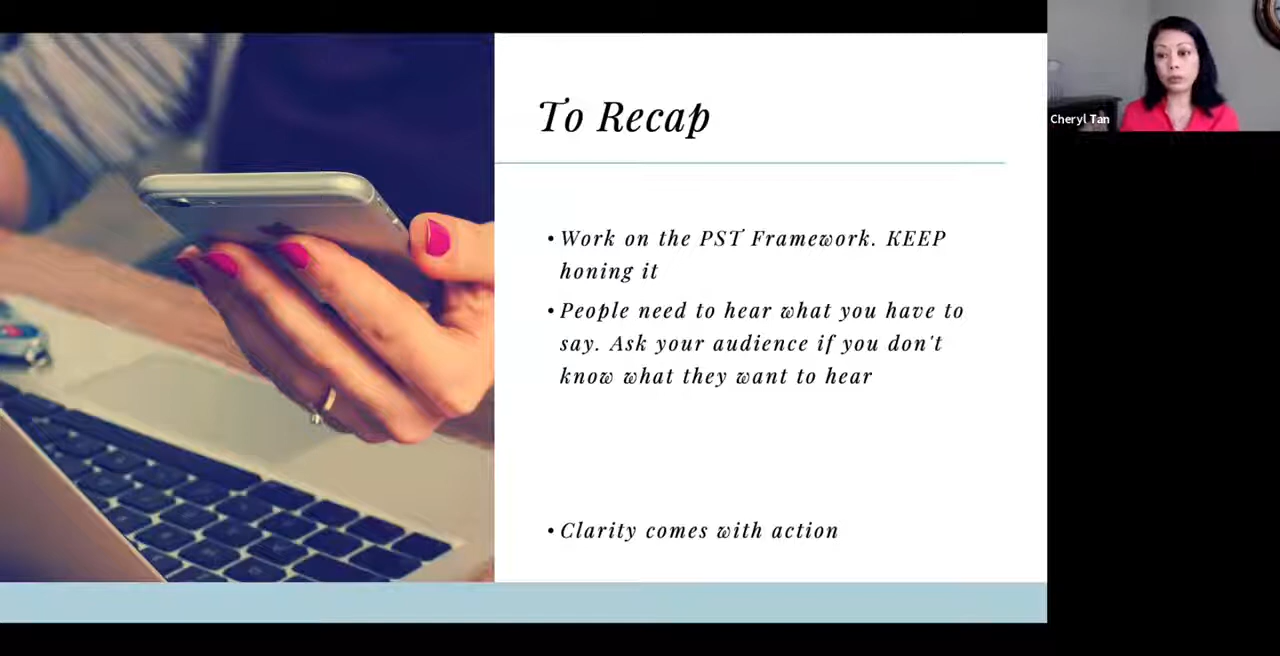 To Recap
• Work on the PST Framework. KEEP
honing it
• People need to hear what you have to
say. Ask your audience if you don't
know what they want to hear
• Clarity comes with action
Cheryl Tan